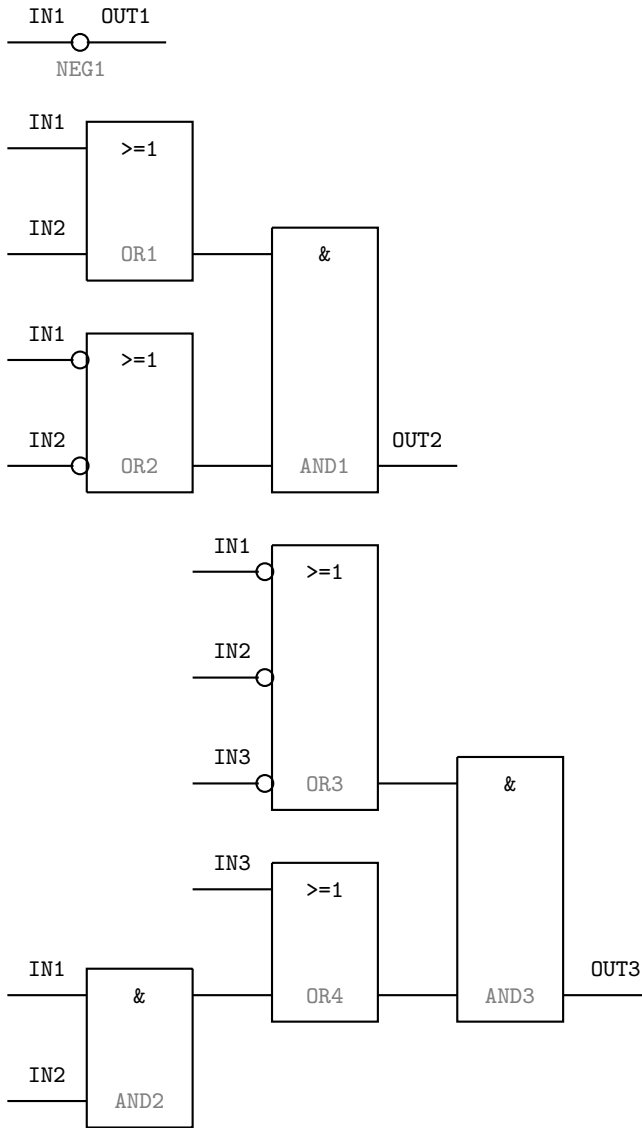 IN1 OUT1
NEG1
IN1
>=1
IN2
OR1
&
IN1
>=1
IN2
OR2
AND1
OUT2
IN1
>=1
IN2
IN3
OR3
&
IN3
>=1
IN1
&
OR4
AND3
OUT3
IN2
AND2